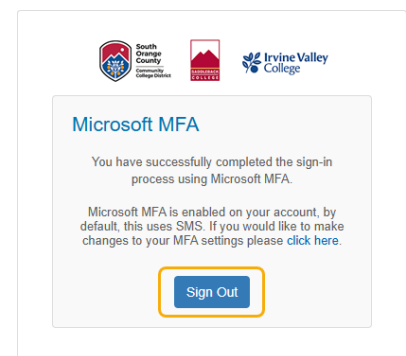 South
Orange
County
Community
College District
SADDLEBACK
COLLEGE
Irvine Valley
College
Microsoft MFA
You have successfully completed the sign-in
process using Microsoft MFA.
Microsoft MFA is enabled on your account, by
default, this uses SMS. If you would like to make
changes to your MFA settings please click here.
Sign Out